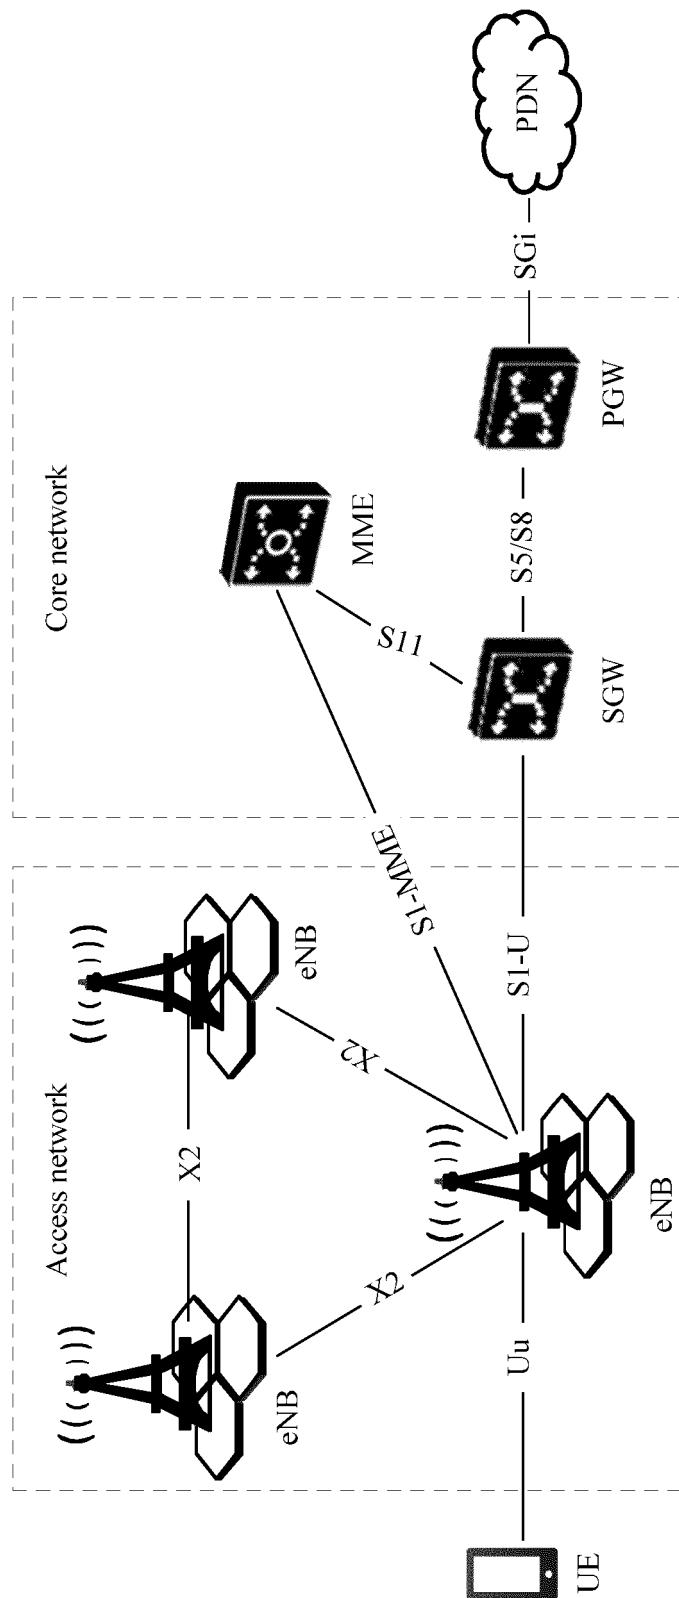 Access network
Core network
eNB
X2
eNB
MME
X2
X2
S1-MME
S11
UE
Uu
eNB
S1-U
SGW
S5/S8
PGW
SGi
PDN